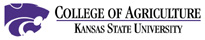 COLLEGE OF AGRICULTURE
KANSAS STATE UNIVERSITY